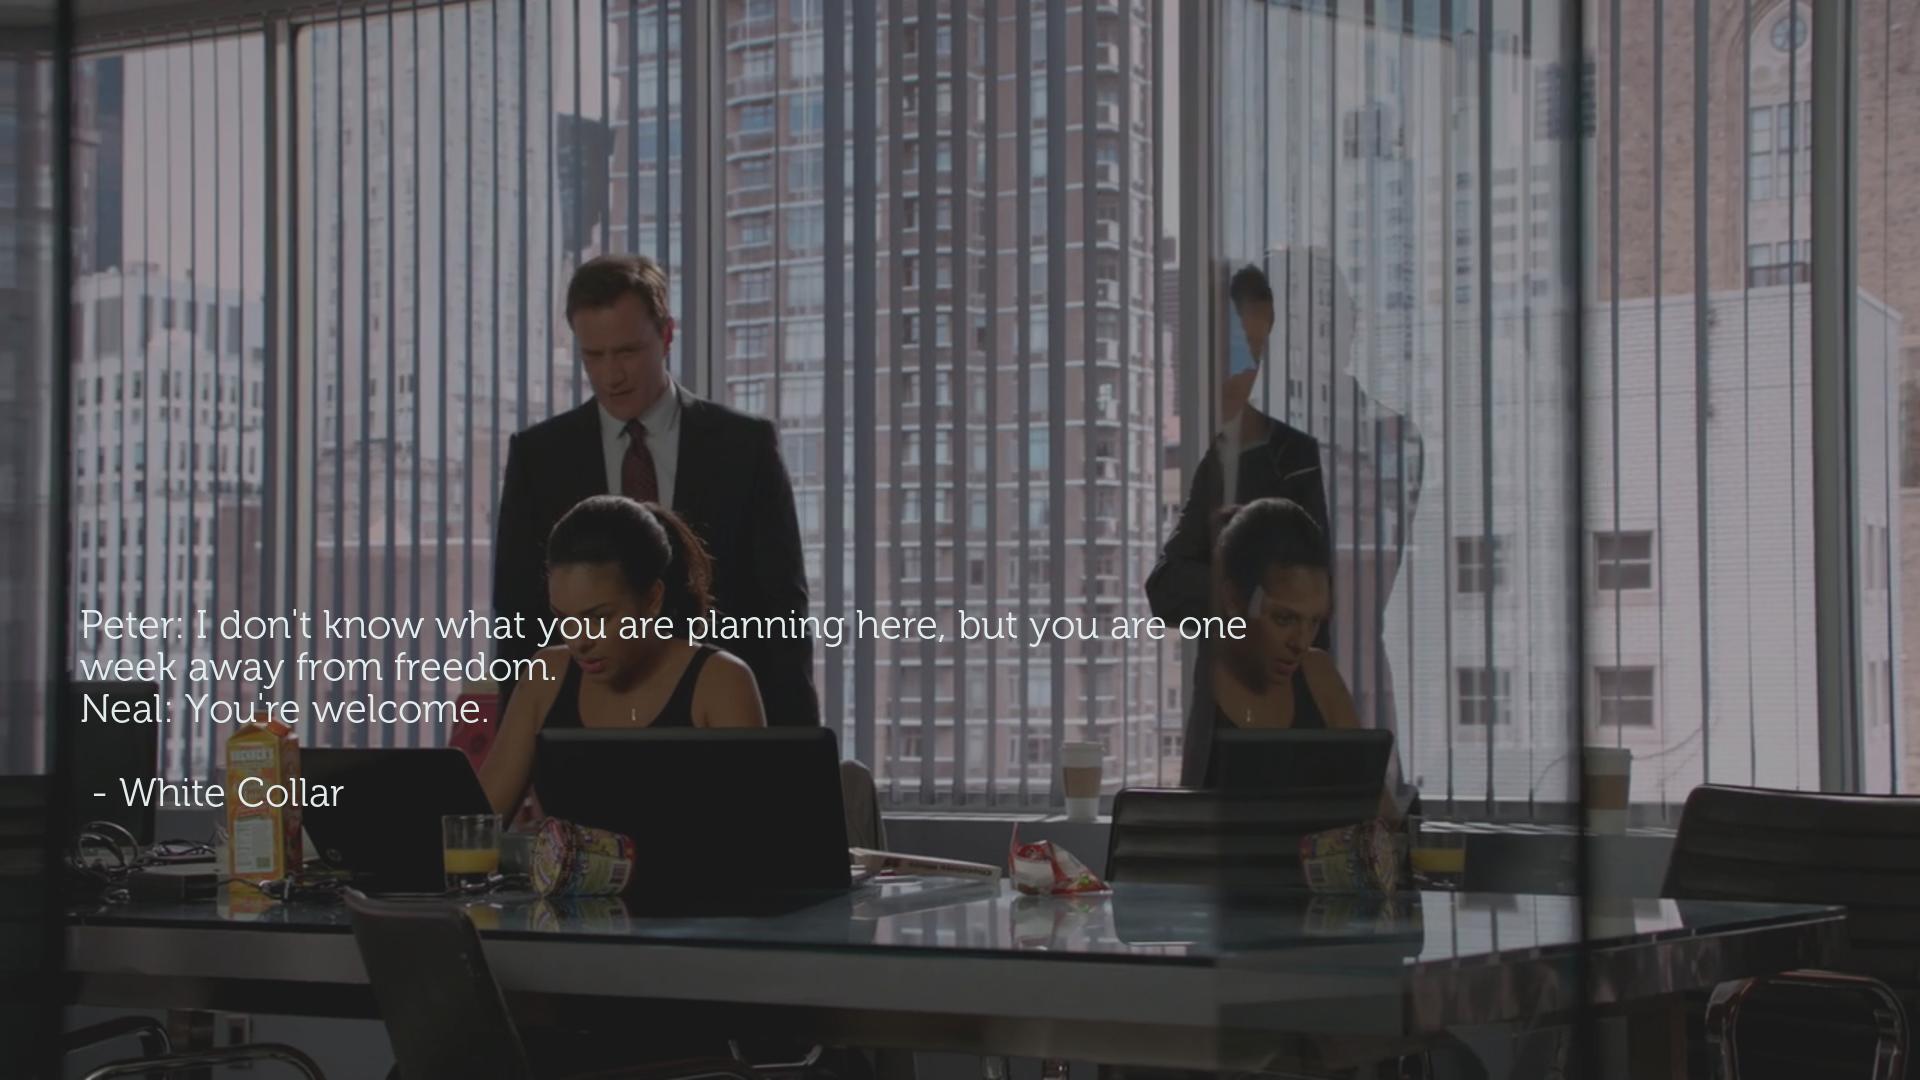 Peter: I don't know what you are planning here, but you are one
week away from freedom.
Neal: You're welcome.
- White Collar